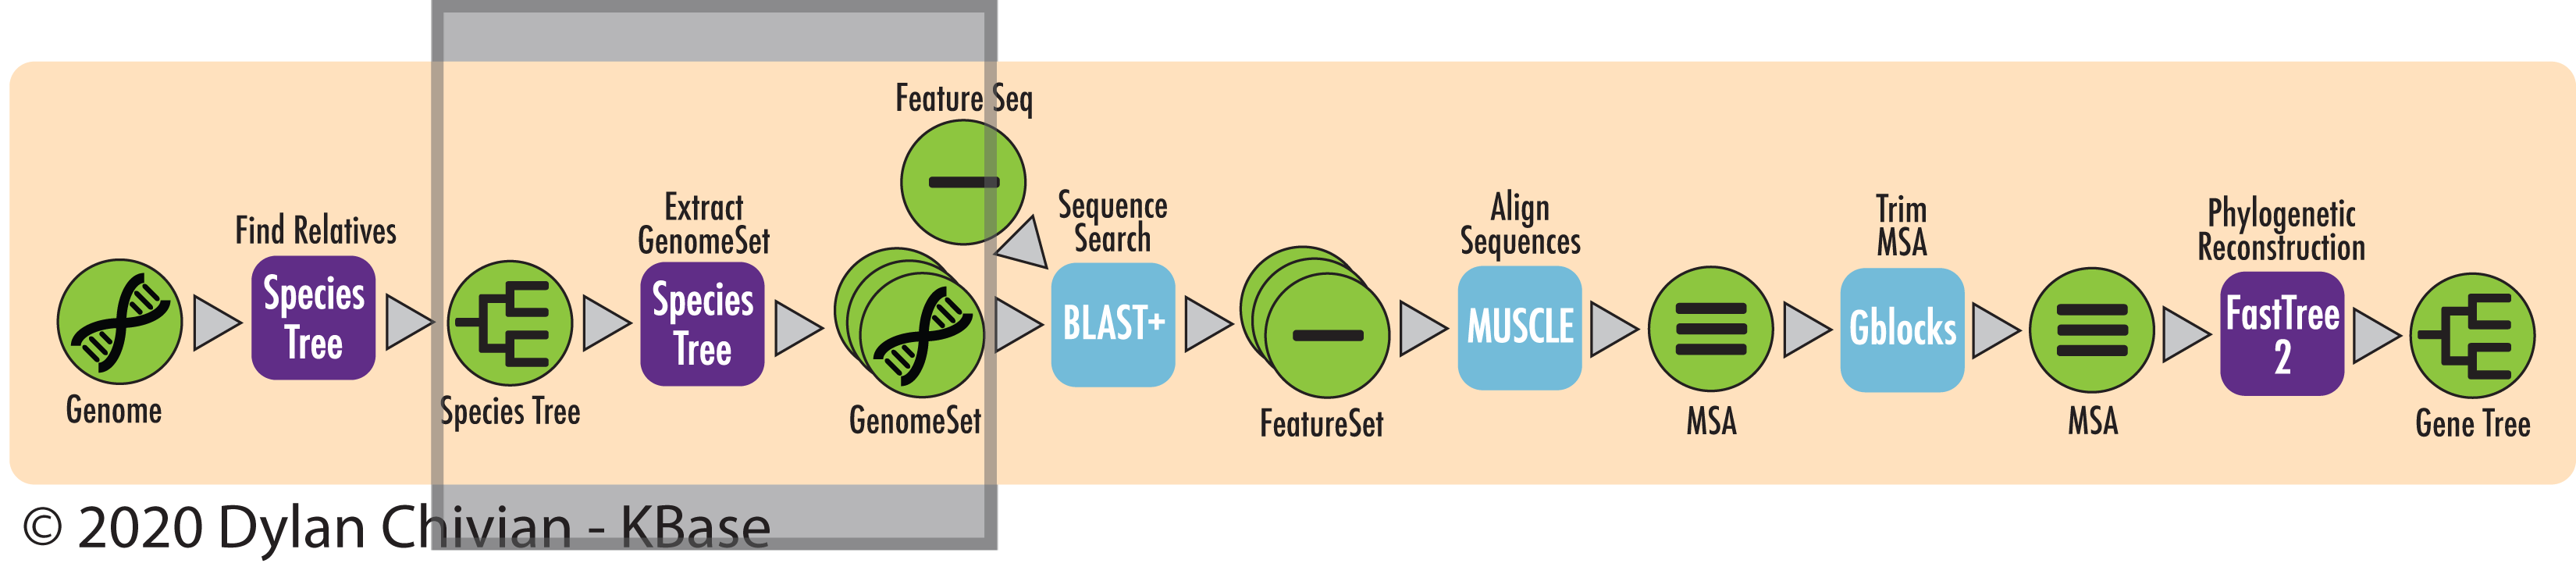 Feature Seq
Find Relatives
Species
Tree
Genome
Species Tree
Extract
GenomeSet
Species
Tree
GenomeSet
Sequence
Search
BLAST+
FeatureSet
Align
Sequences
MUSCLE
MSA
Trim
MSA
Gblocks
MSA
Phylogenetic
Reconstruction
FastTree
2
Gene Tree
© 2020 Dylan Chivian - KBase